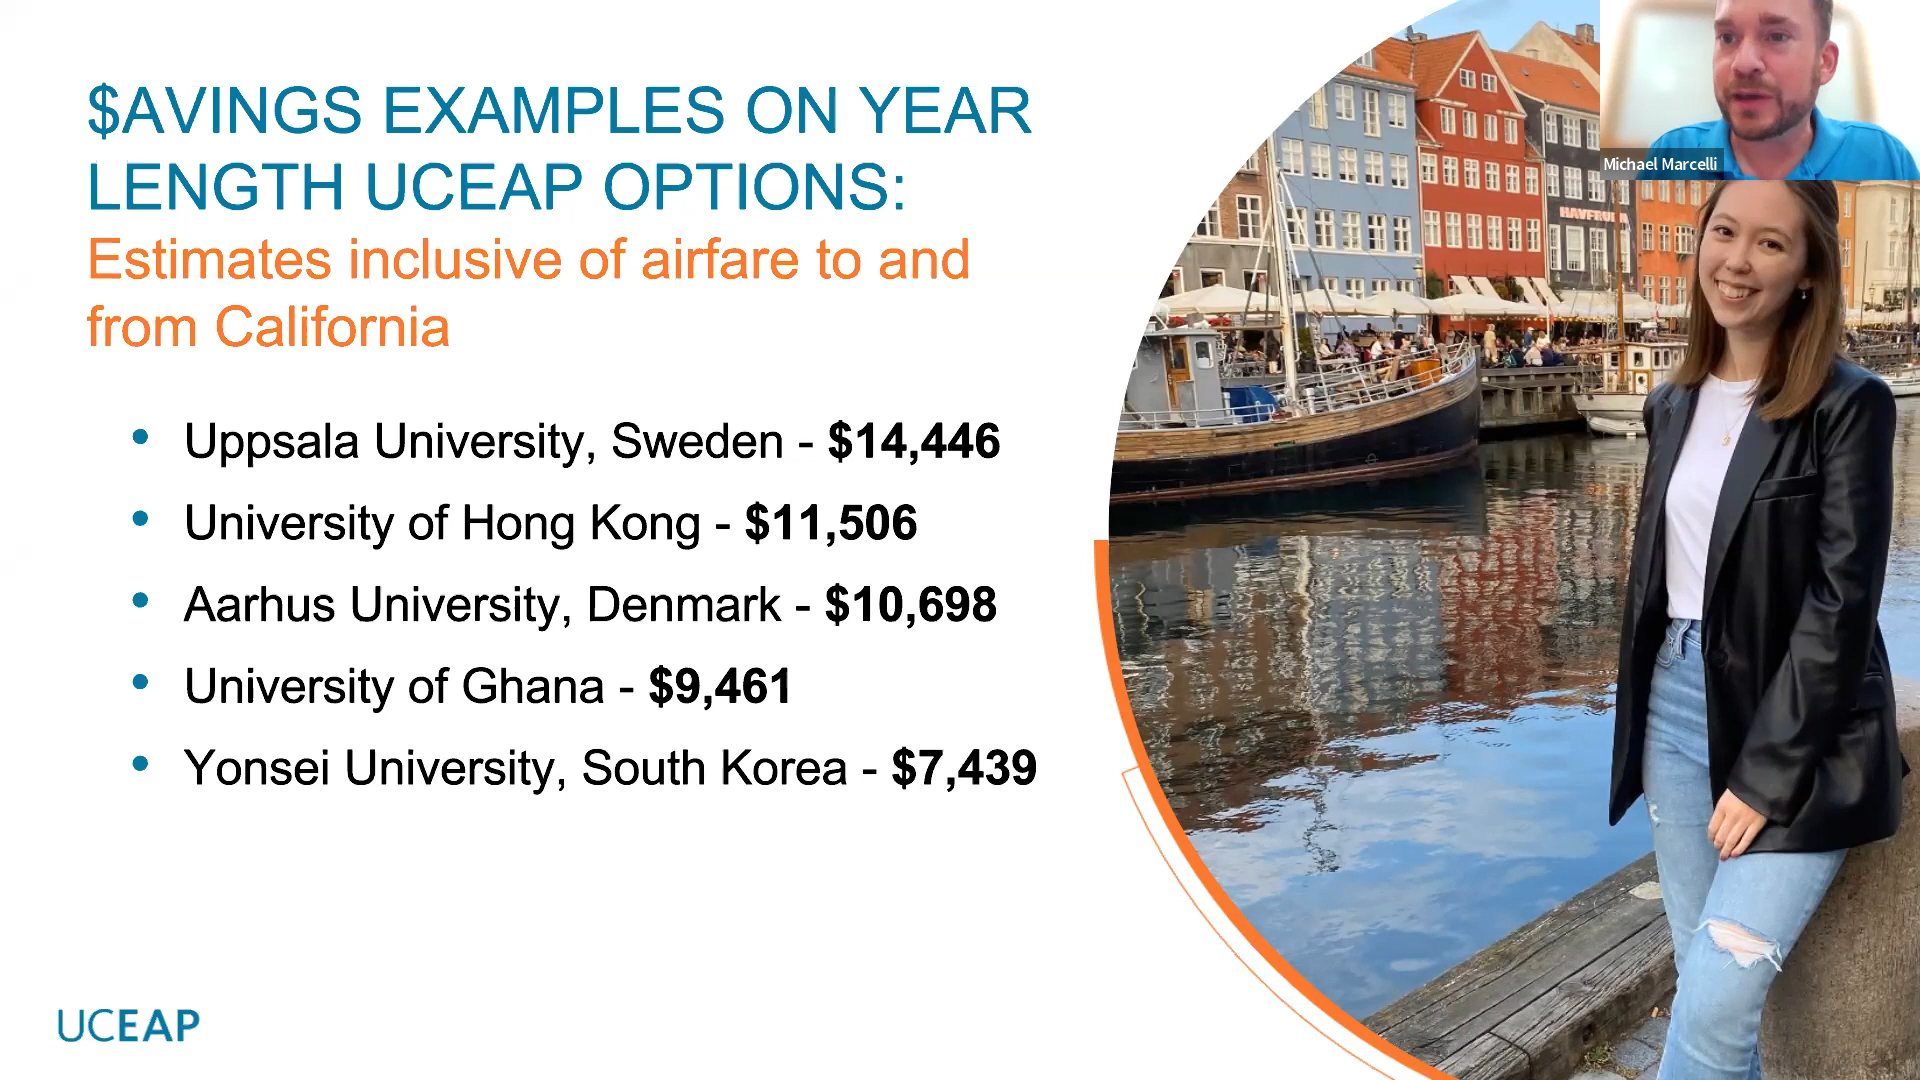 $AVINGS EXAMPLES ON YEAR
LENGTH UCEAP OPTIONS:
Estimates inclusive of airfare to and
from California
• Uppsala University, Sweden - $14,446
• University of Hong Kong - $11,506
• Aarhus University, Denmark - $10,698
• University of Ghana - $9,461
• Yonsei University, South Korea - $7,439
UCEAP
Michael Marcelli
HAVFRUEN